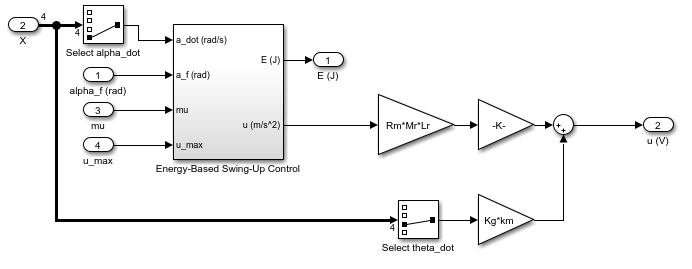 2
4
X
4
Select alpha_dot
a_dot (rad/s)
1
a_f (rad)
alpha_f (rad)
3
mu
mu
4
u_max
u_max
E (J)
u (m/s^2)
Energy-Based Swing-Up Control
1
E (J)
Rm*Mr*Lr
-K-
+
+
2
u (V)
4
Select theta_dot
Kg*km